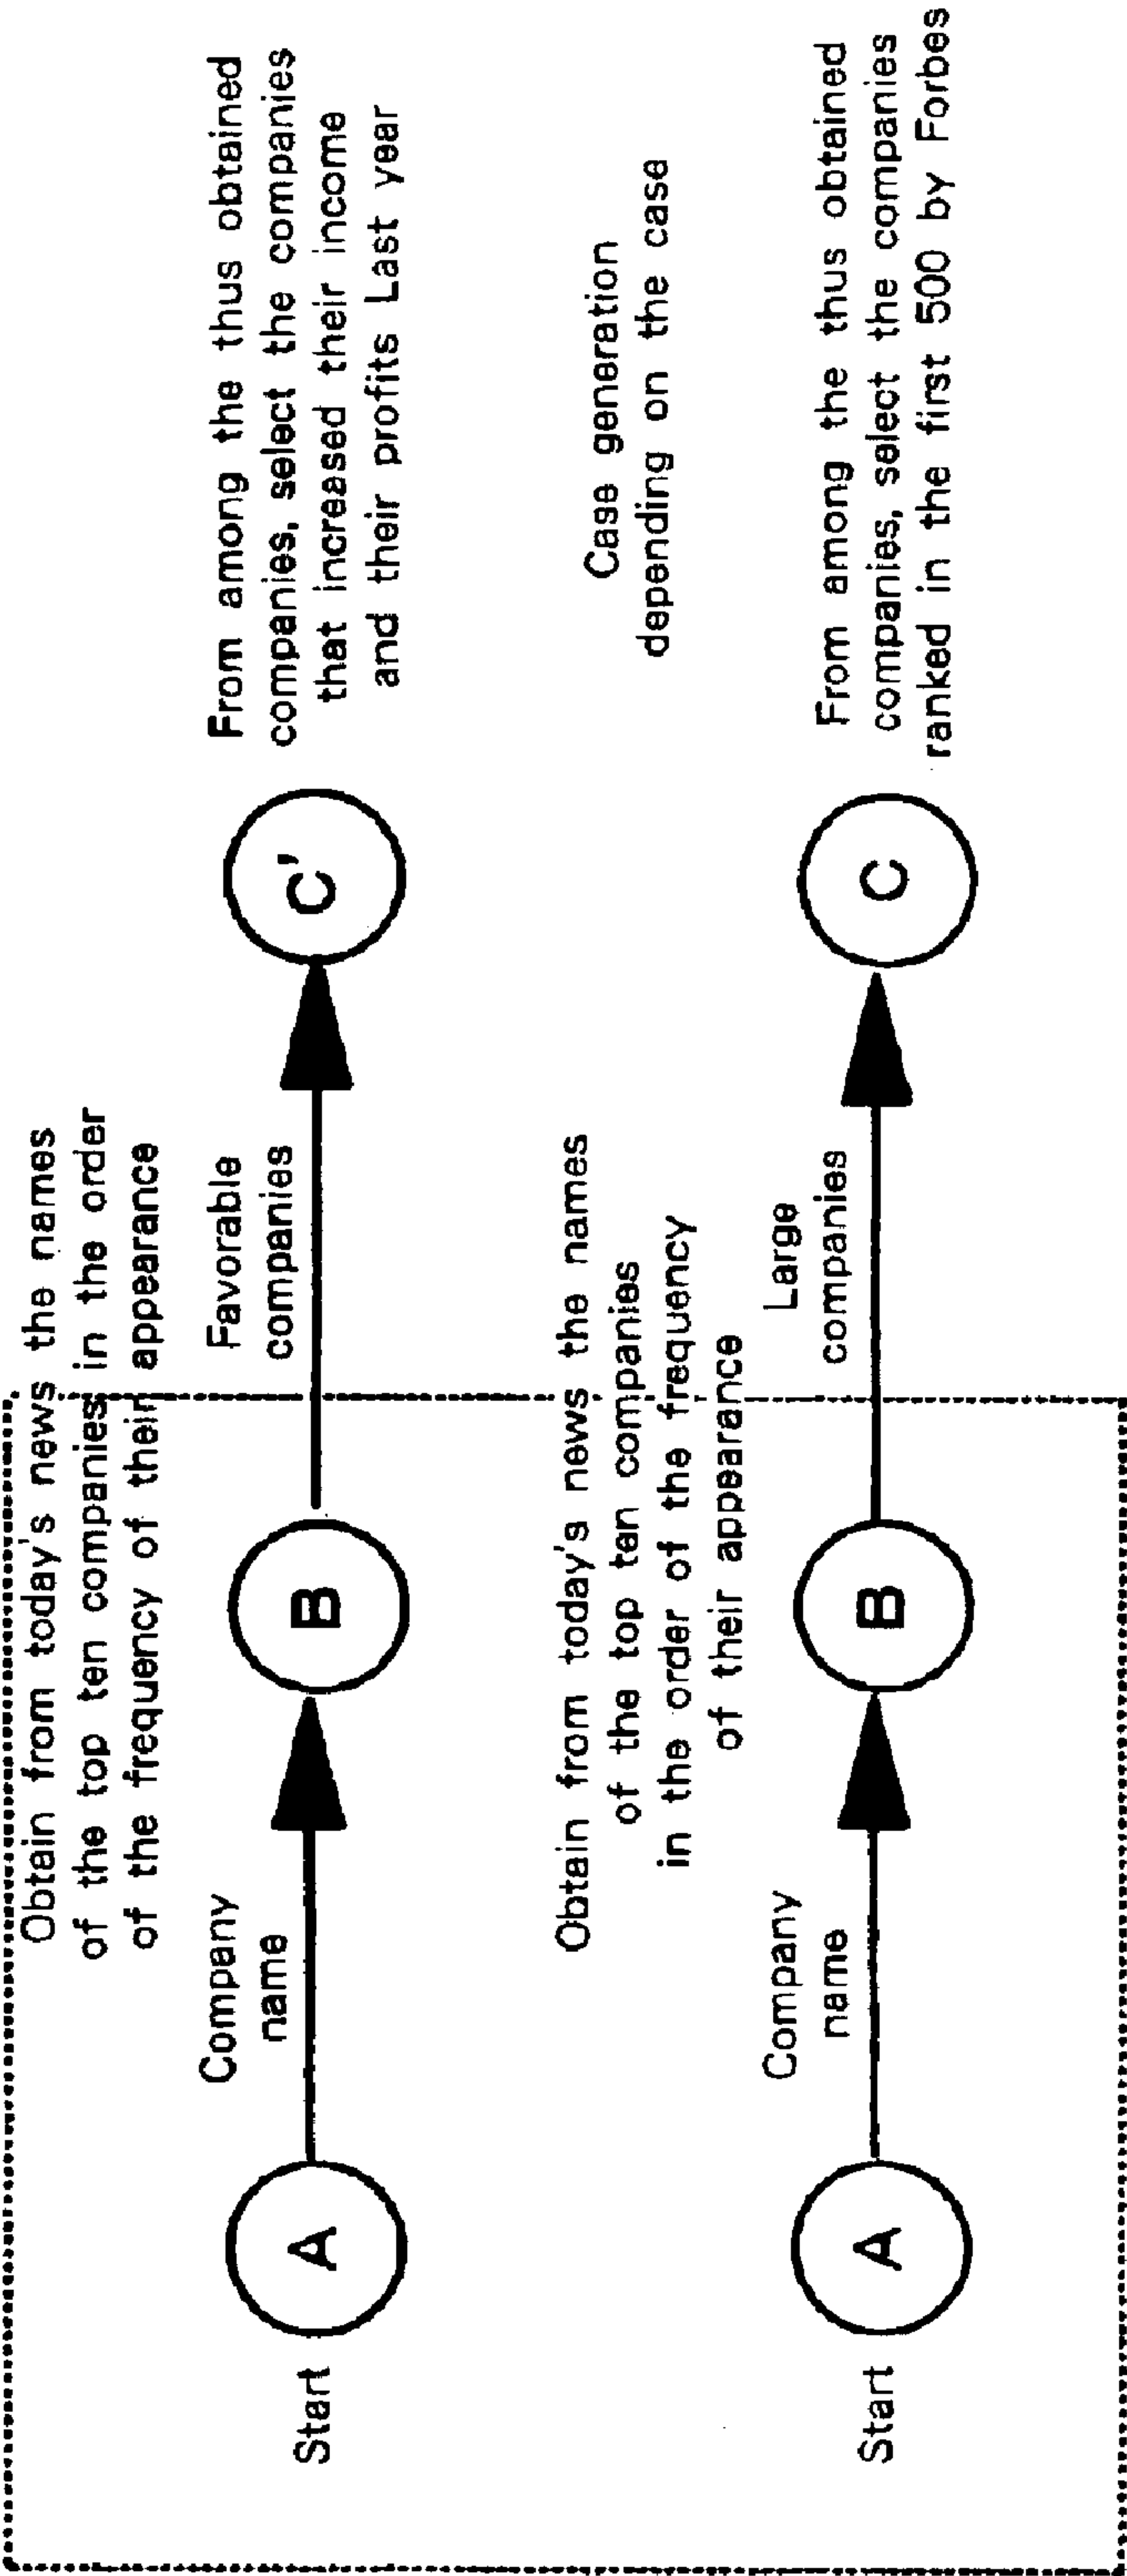 Obtain from today's news the names
of the top ten companies in the order
of the frequency of their appearance
Start
A
Company
name
B
Favorable
companies
C'
From among the thus obtained
companies, select the companies
that increased their income
and their profits Last year
Case generation
depending on the case
Obtain from today's news the names
of the top ten companies
in the order of the frequency
of their appearance
Start
A
Company
name
B
Large
companies
C
From among the thus obtained
companies, select the companies
ranked in the first 500 by Forbes